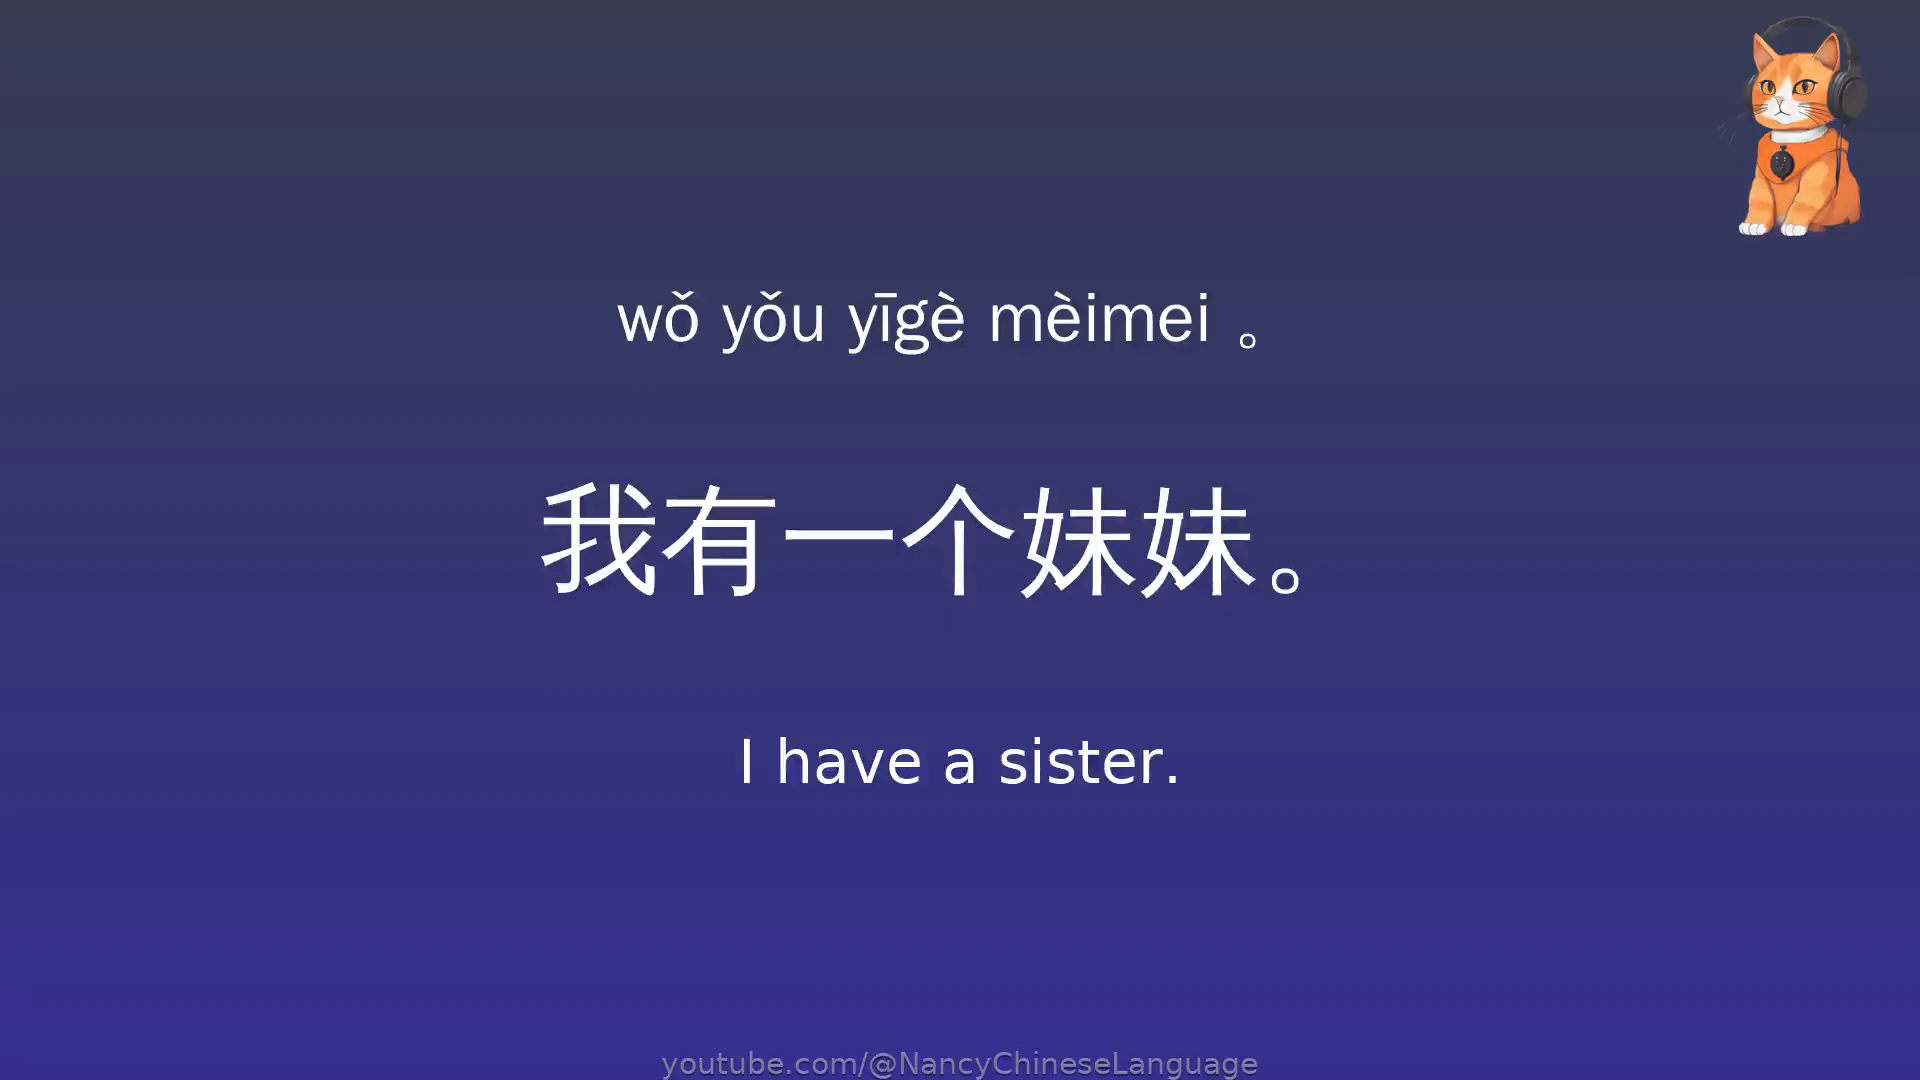 wǒ yǒu yīgè mèimei 。
我有一个妹妹。
I have a sister.
youtube.com/@NancyChineseLanguage